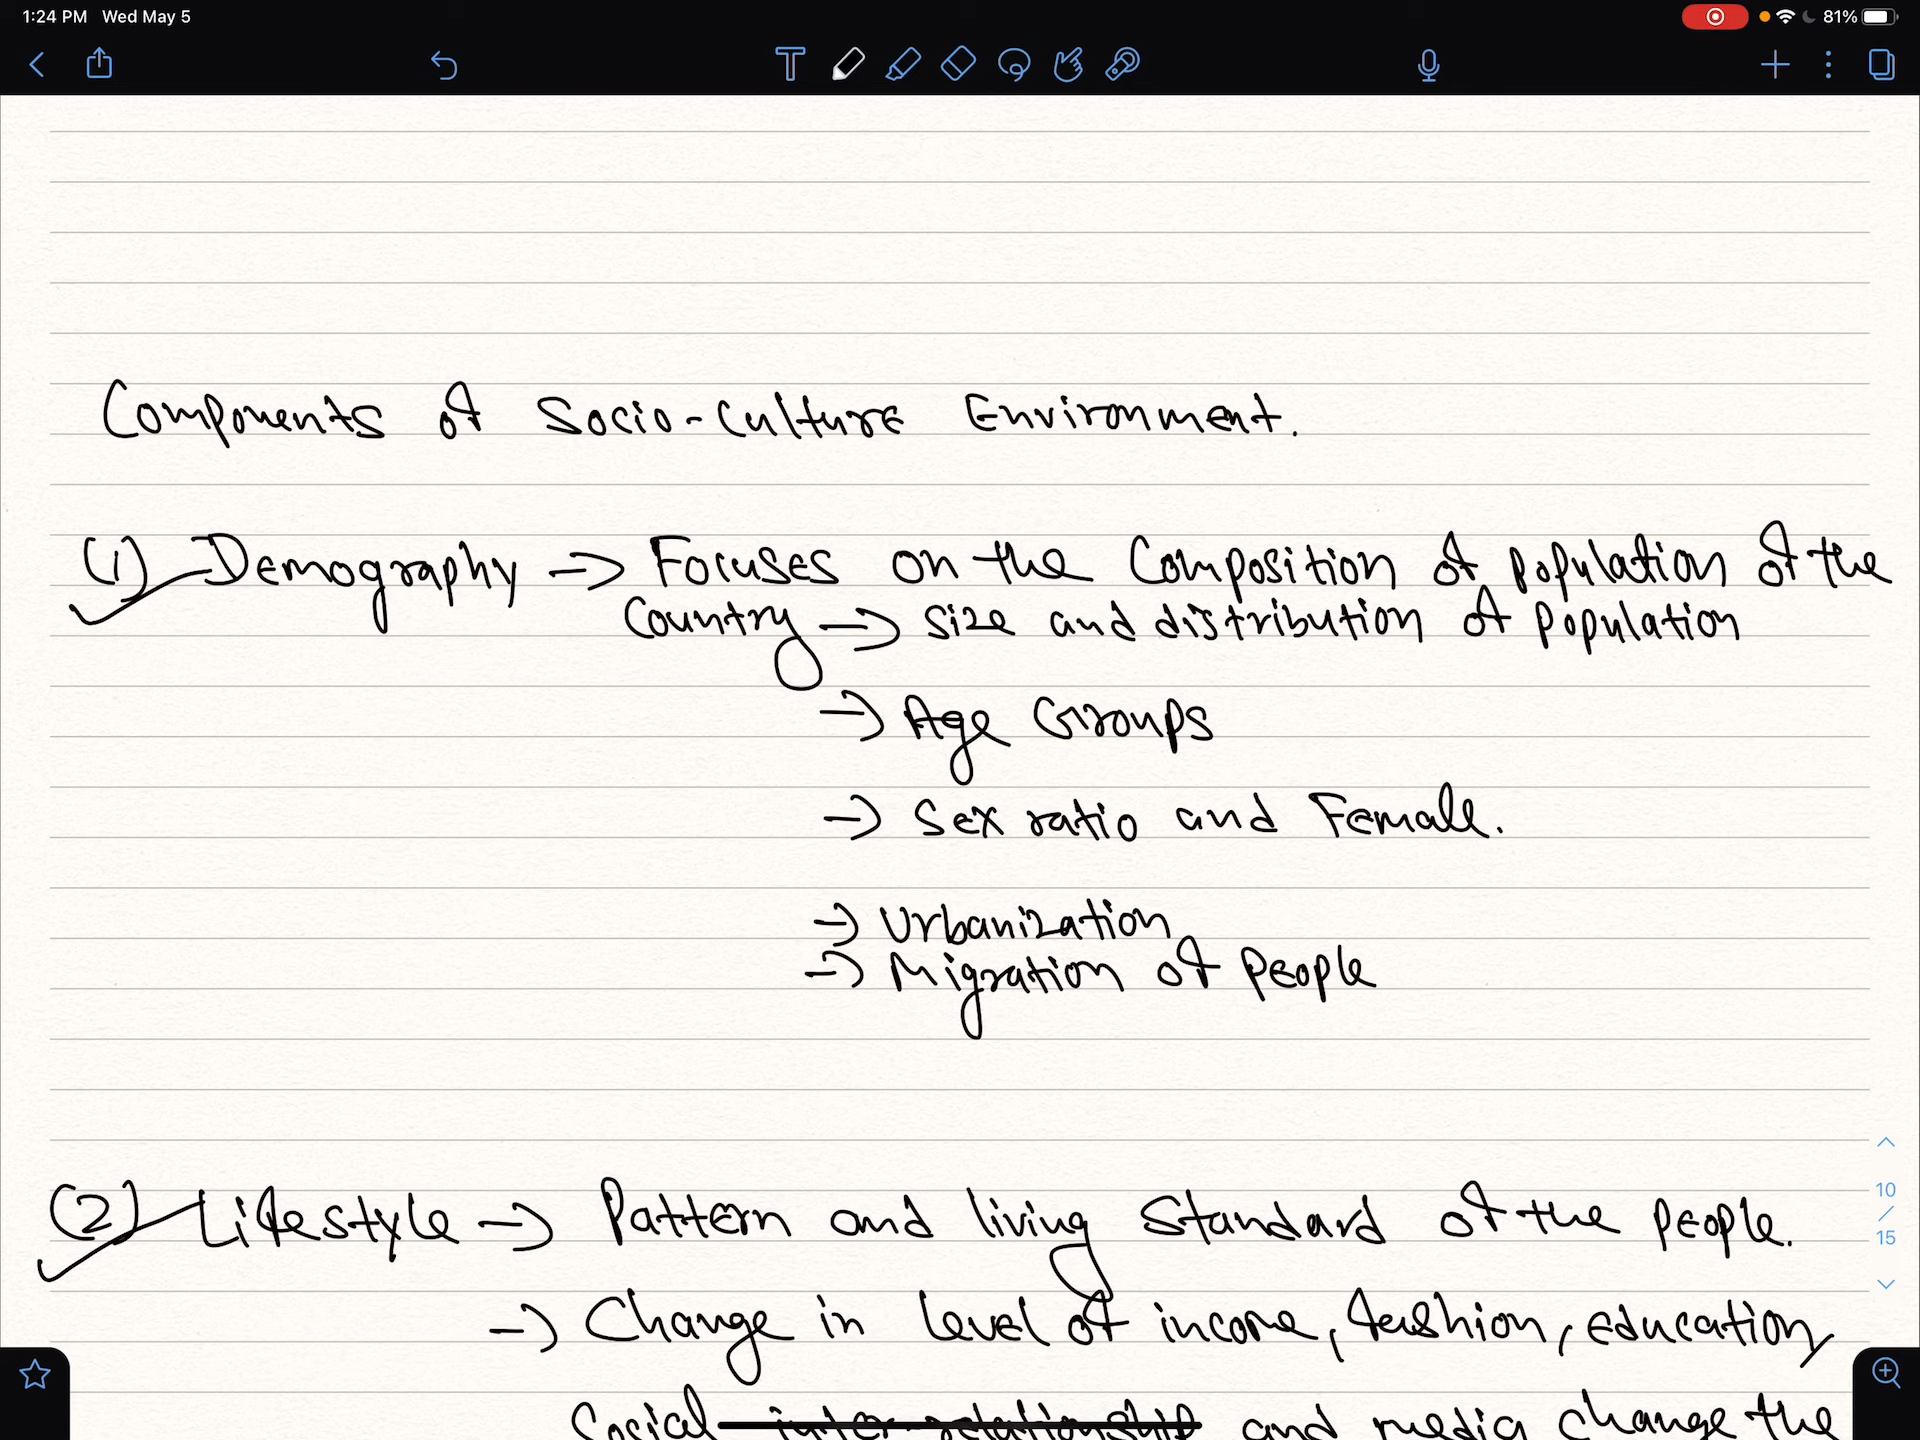 1:24 PM Wed May 5
81%
Components of Socio-Culture Environment.
(1) Demography → Focuses on the Composition of Population of the
Country → Size and distribution of Population
→ Age Groups
→ Sex ratio and Female.
→ Urbanization
→ Migration of People
10
/
15
(2) Lifestyle → Pattern and living Standard of the People.
→ Change in level of income, fashion, education,
Social inter-relationship and media change the